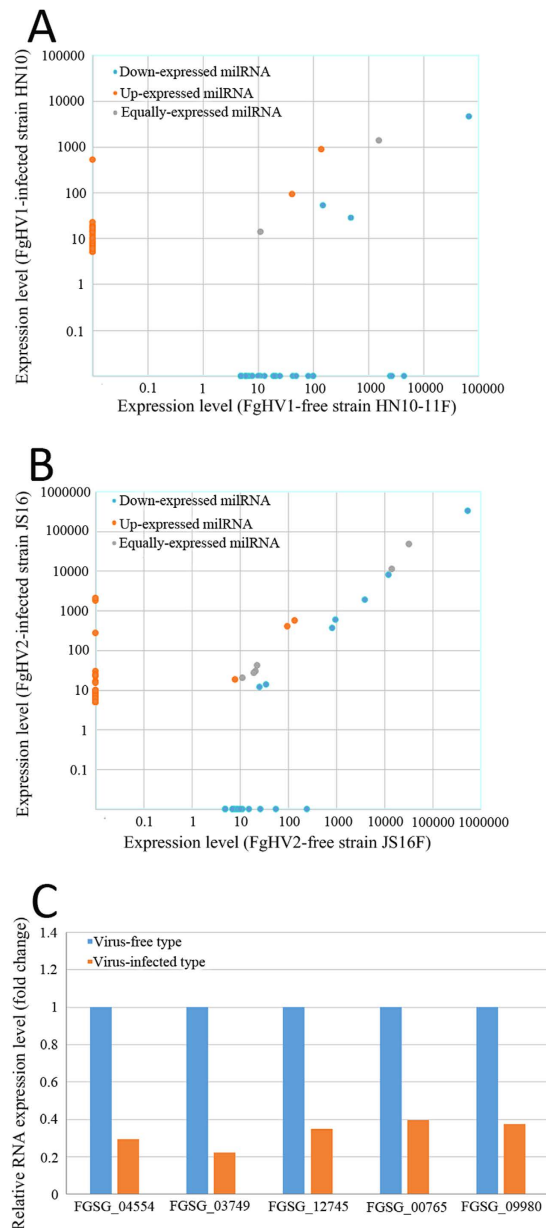 A
Expression level (FgHV1-infected strain HN10)
100000
10000
1000
100
10
1
0.1
Down-expressed milRNA
Up-expressed milRNA
Equally-expressed milRNA
0.1 1 10 100 1000 10000 100000
Expression level (FgHV1-free strain HN10-11F)
B
Expression level (FgHV2-infected strain JS16)
1000000
100000
10000
1000
100
10
1
0.1
Down-expressed milRNA
Up-expressed milRNA
Equally-expressed milRNA
0.1 1 10 100 1000 10000 100000 1000000
Expression level (FgHV2-free strain JS16F)
C
Relative RNA expression level (fold change)
1.4
1.2
1
0.8
0.6
0.4
0.2
0
Virus-free type
Virus-infected type
FGSG_04554 FGSG_03749 FGSG_12745 FGSG_00765 FGSG_09980